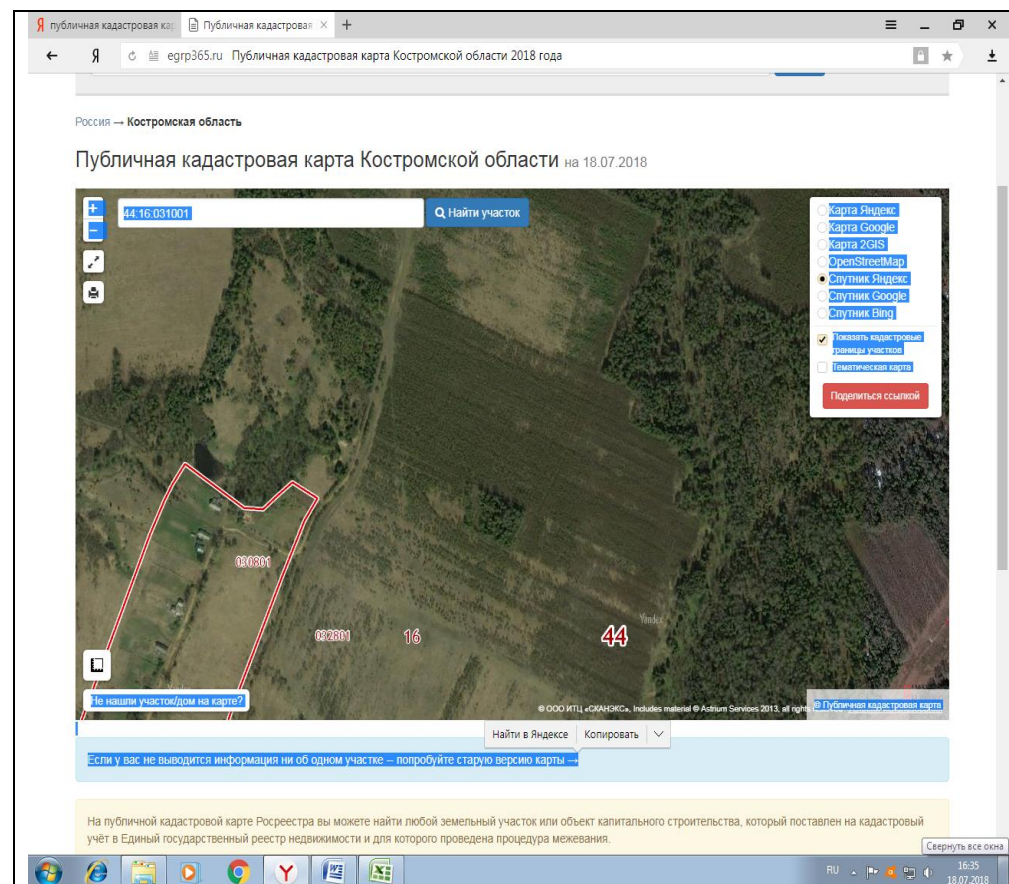 Я публичная кадастровая кар
Публичная кадастровая
egrp365.ru Публичная кадастровая карта Костромской области 2018 года
Россия → Костромская область
Публичная кадастровая карта Костромской области на 18.07.2018
44:16:031001
Найти участок
Карта Яндекс
Карта Google
Карта 2GIS
OpenStreetMap
Спутник Яндекс
Спутник Google
Спутник Bing
Показать кадастровые
границы участков
Тематическая карта
Поделиться ссылкой
030801
032801
16
44
Yandex
Не нашли участок/дом на карте?
© ООО ИТЦ «СКАНЭКС», Includes material © Astrium Services 2013, all rights
© Публичная кадастровая карта
Найти в Яндексе
Копировать
Если у вас не выводится информация ни об одном участке – попробуйте старую версию карты →
На публичной кадастровой карте Росреестра вы можете найти любой земельный участок или объект капитального строительства, который поставлен на кадастровый
учёт в Единый государственный реестр недвижимости и для которого проведена процедура межевания.
Свернуть все окна
RU
16:35
18.07.2018